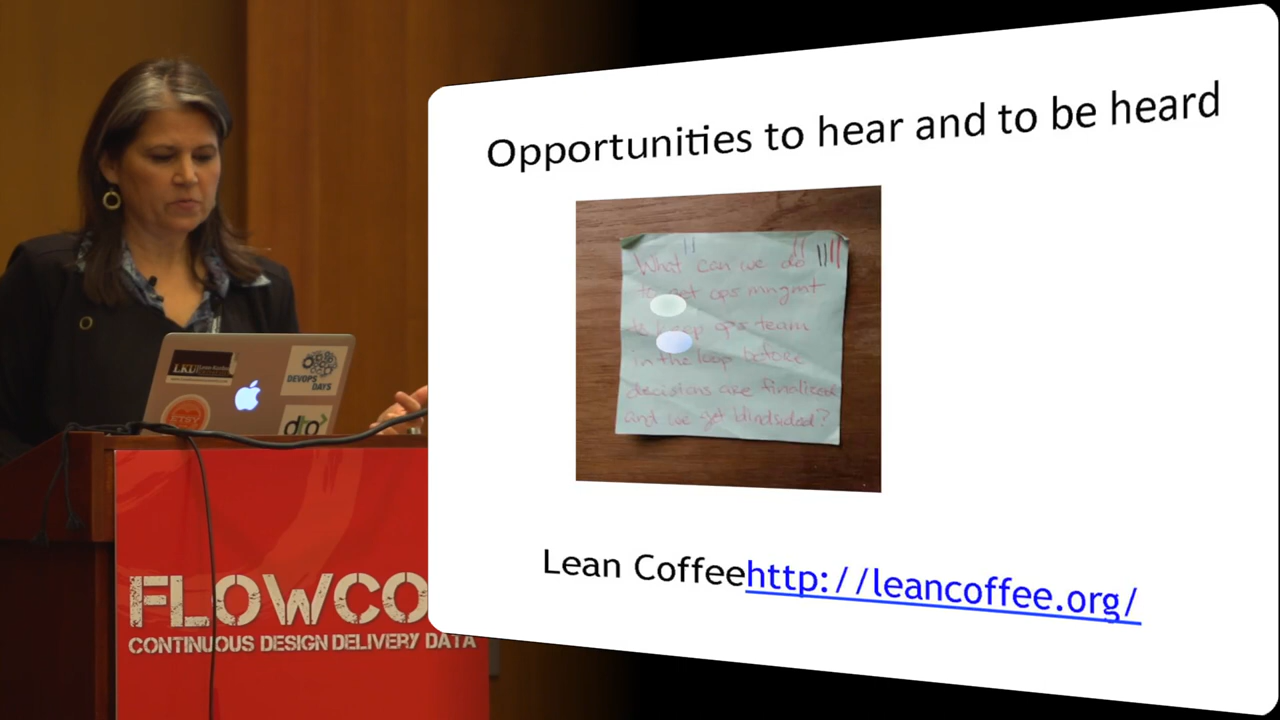 Opportunities to hear and to be heard
What can we do
to get ops mngmt
to keep ops team
in the loop before
decisions are finalized
and we get blindsided?
Lean Coffeehttp://leancoffee.org/
LKU
DEVOPS
DAYS
dto
FLOWCO
CONTINUOUS DESIGN DELIVERY DATA